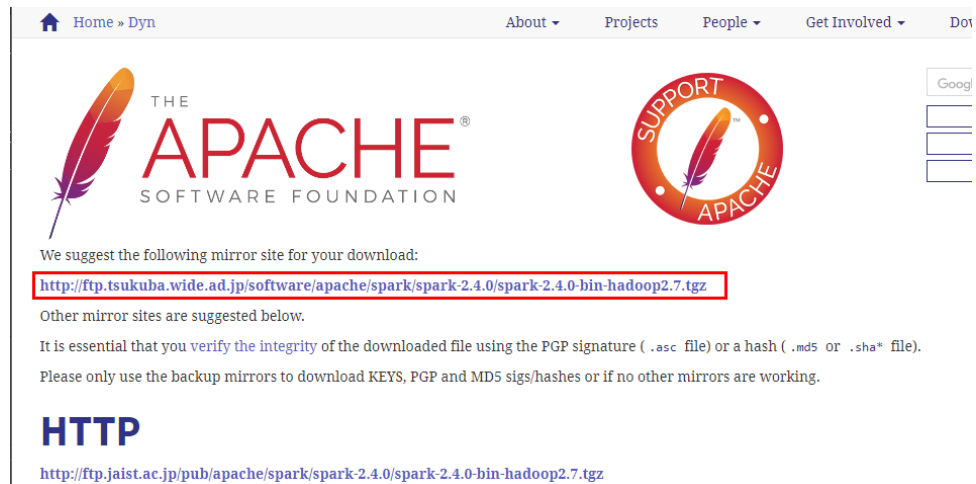 Home » Dyn
About
Projects
People
Get Involved
THE
APACHE®
SOFTWARE FOUNDATION
SUPPORT
APACHE
™
We suggest the following mirror site for your download:
http://ftp.tsukuba.wide.ad.jp/software/apache/spark/spark-2.4.0/spark-2.4.0-bin-hadoop2.7.tgz
Other mirror sites are suggested below.
It is essential that you verify the integrity of the downloaded file using the PGP signature ( .asc file) or a hash ( .md5 or .sha* file).
Please only use the backup mirrors to download KEYS, PGP and MD5 sigs/hashes or if no other mirrors are working.
HTTP
http://ftp.jaist.ac.jp/pub/apache/spark/spark-2.4.0/spark-2.4.0-bin-hadoop2.7.tgz